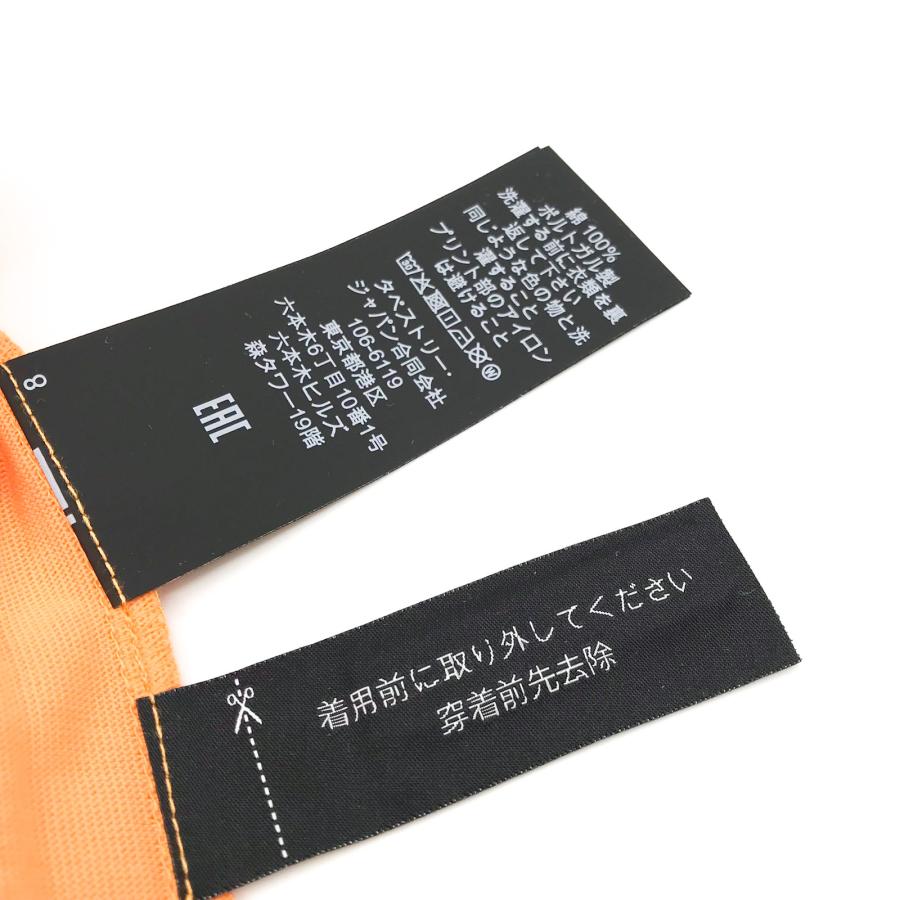 綿 100%
ポルトガル製
洗濯する前に衣類を裏
返して下さい
同じような色の物と洗
濯すること
プリント部のアイロン
は避けること
タペストリー・
ジャパン合同会社
106-6119
東京都港区
六本木6丁目10番1号
六本木ヒルズ
森タワー19階
EAC
8
着用前に取り外してください
穿着前先去除